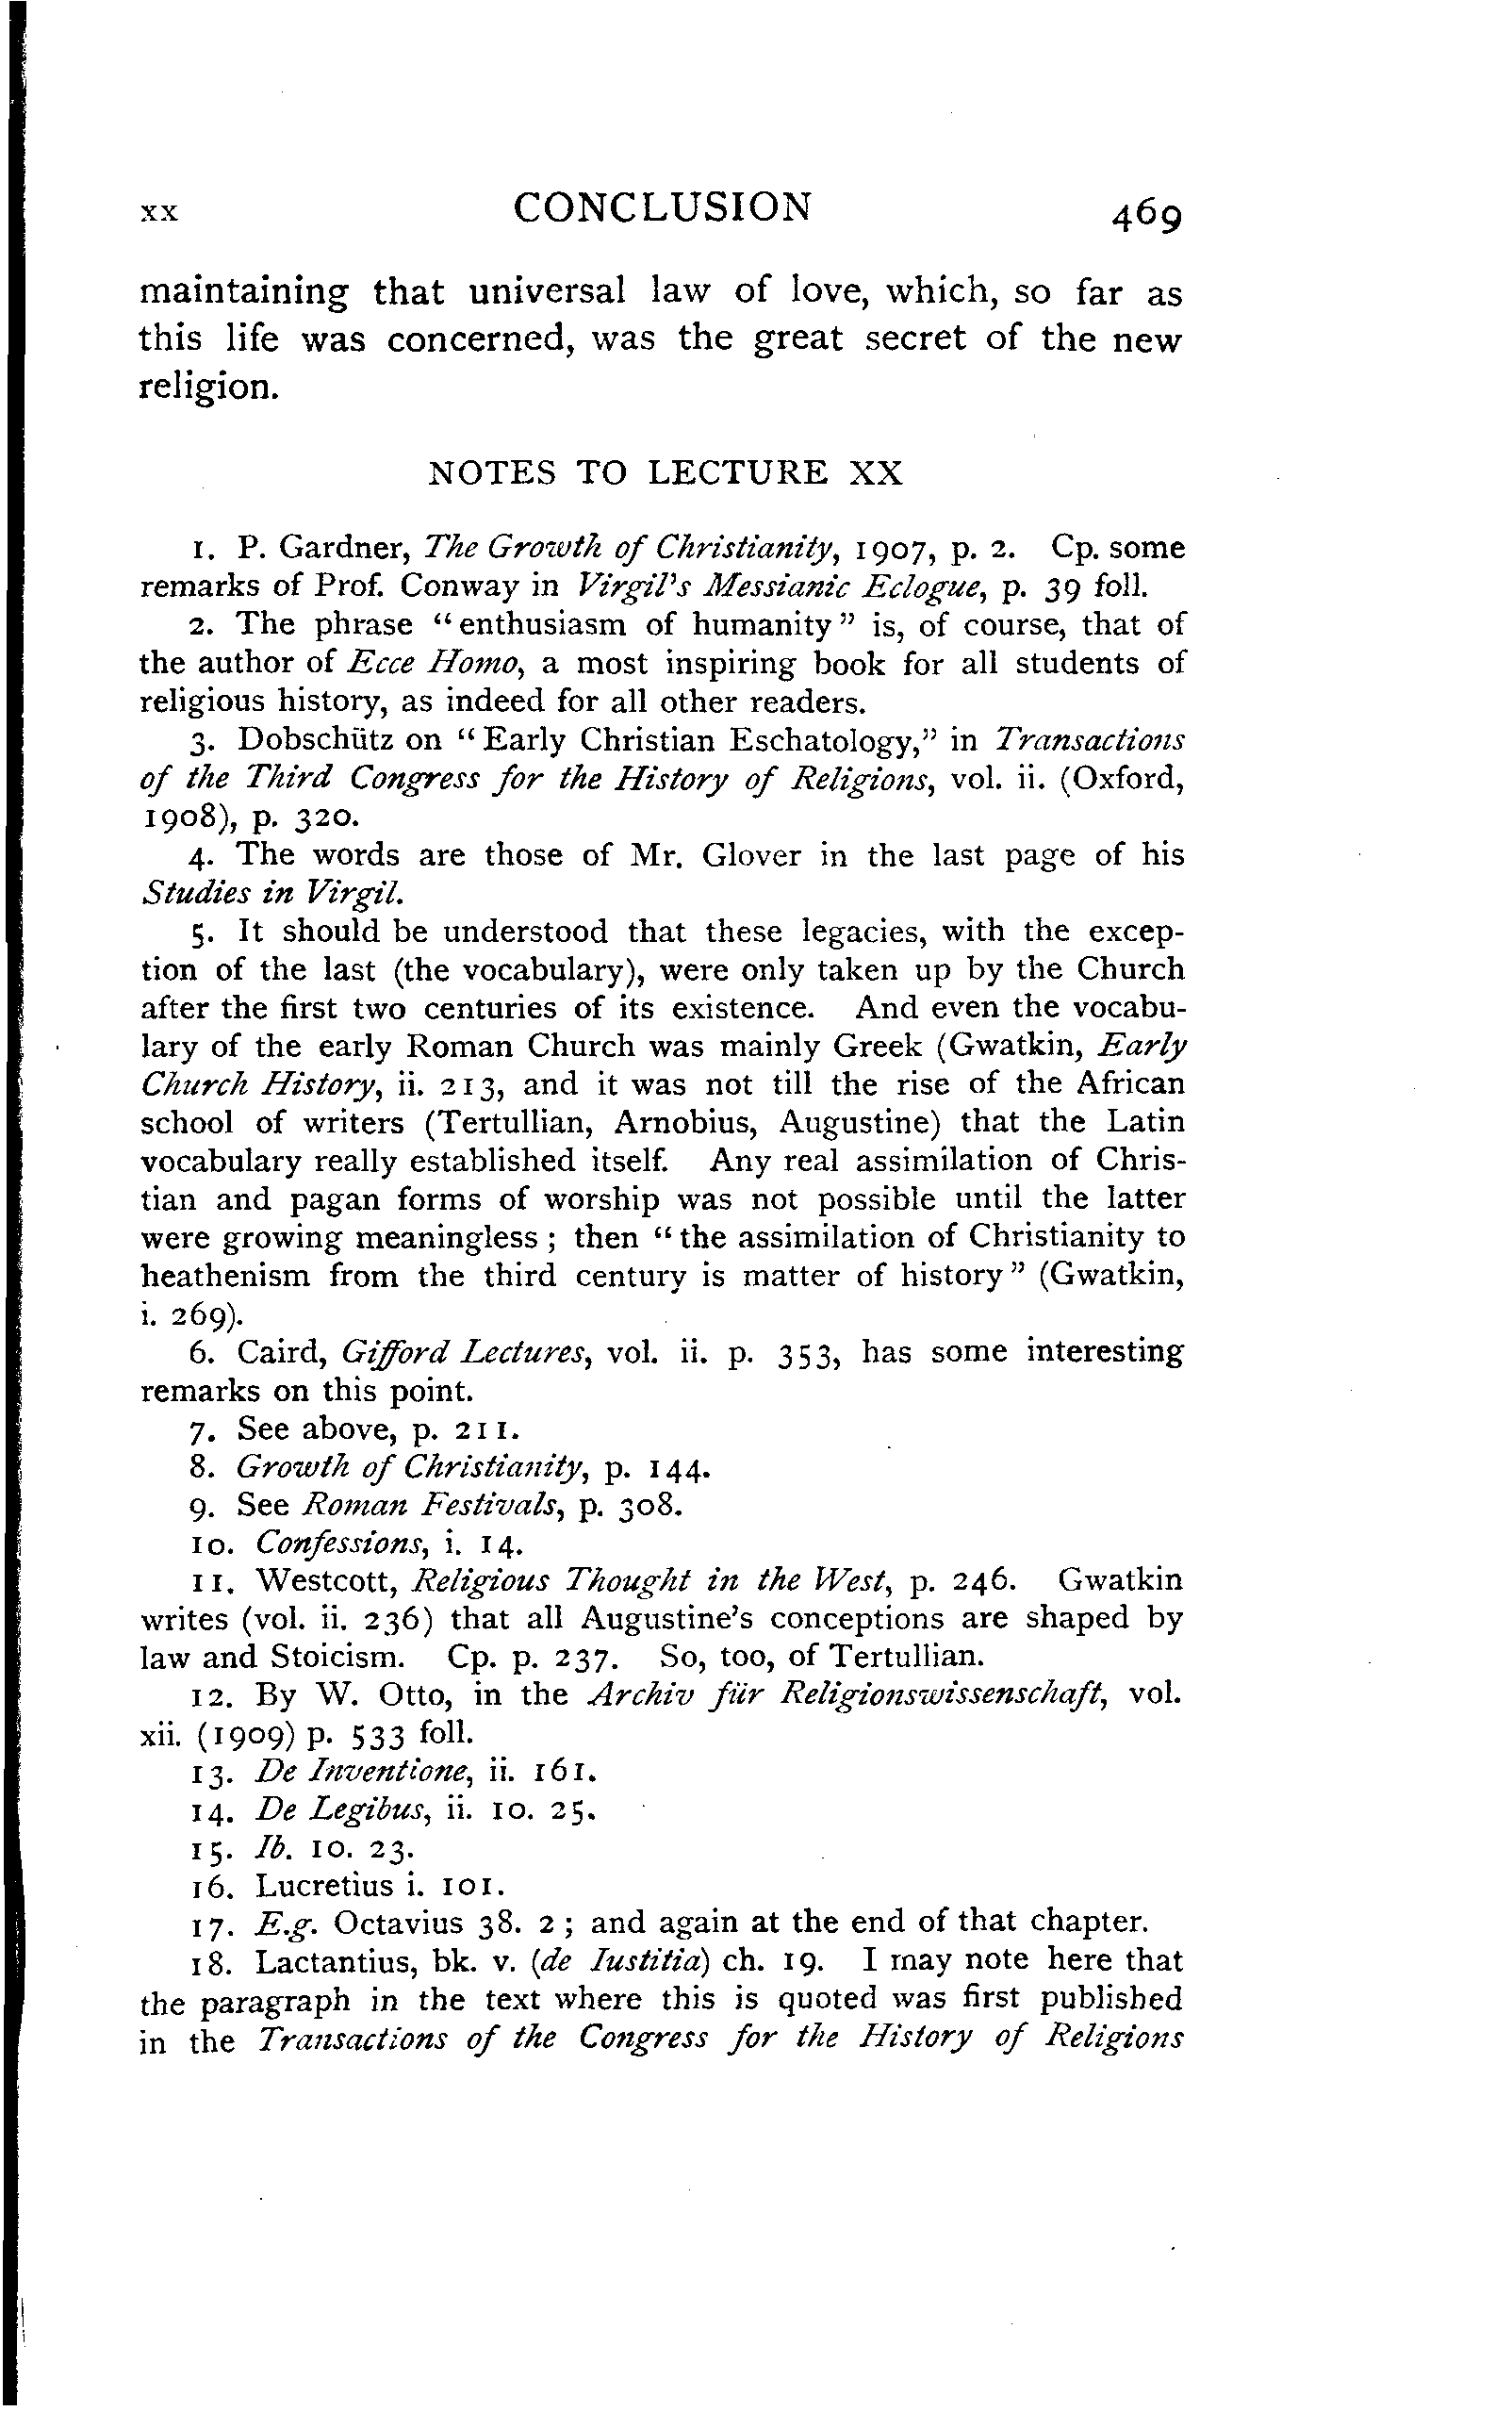 xx CONCLUSION 469
maintaining that universal law of love, which, so far as
this life was concerned, was the great secret of the new
religion.
NOTES TO LECTURE XX
1. P. Gardner, The Growth of Christianity, 1907, p. 2. Cp. some
remarks of Prof. Conway in Virgil's Messianic Eclogue, p. 39 foll.
2. The phrase "enthusiasm of humanity" is, of course, that of
the author of Ecce Homo, a most inspiring book for all students of
religious history, as indeed for all other readers.
3. Dobschütz on "Early Christian Eschatology," in Transactions
of the Third Congress for the History of Religions, vol. ii. (Oxford,
1908), p. 320.
4. The words are those of Mr. Glover in the last page of his
Studies in Virgil.
5. It should be understood that these legacies, with the excep-
tion of the last (the vocabulary), were only taken up by the Church
after the first two centuries of its existence. And even the vocabu-
lary of the early Roman Church was mainly Greek (Gwatkin, Early
Church History, ii. 213, and it was not till the rise of the African
school of writers (Tertullian, Arnobius, Augustine) that the Latin
vocabulary really established itself. Any real assimilation of Chris-
tian and pagan forms of worship was not possible until the latter
were growing meaningless; then "the assimilation of Christianity to
heathenism from the third century is matter of history" (Gwatkin,
i. 269).
6. Caird, Gifford Lectures, vol. ii. p. 353, has some interesting
remarks on this point.
7. See above, p. 211.
8. Growth of Christianity, p. 144.
9. See Roman Festivals, p. 308.
10. Confessions, i. 14.
11. Westcott, Religious Thought in the West, p. 246. Gwatkin
writes (vol. ii. 236) that all Augustine's conceptions are shaped by
law and Stoicism. Cp. p. 237. So, too, of Tertullian.
12. By W. Otto, in the Archiv für Religionswissenschaft, vol.
xii. (1909) p. 533 foll.
13. De Inventione, ii. 161.
14. De Legibus, ii. 10. 25.
15. Ib. 10. 23.
16. Lucretius i. 101.
17. E.g. Octavius 38. 2; and again at the end of that chapter.
18. Lactantius, bk. v. (de Iustitia) ch. 19. I may note here that
the paragraph in the text where this is quoted was first published
in the Transactions of the Congress for the History of Religions